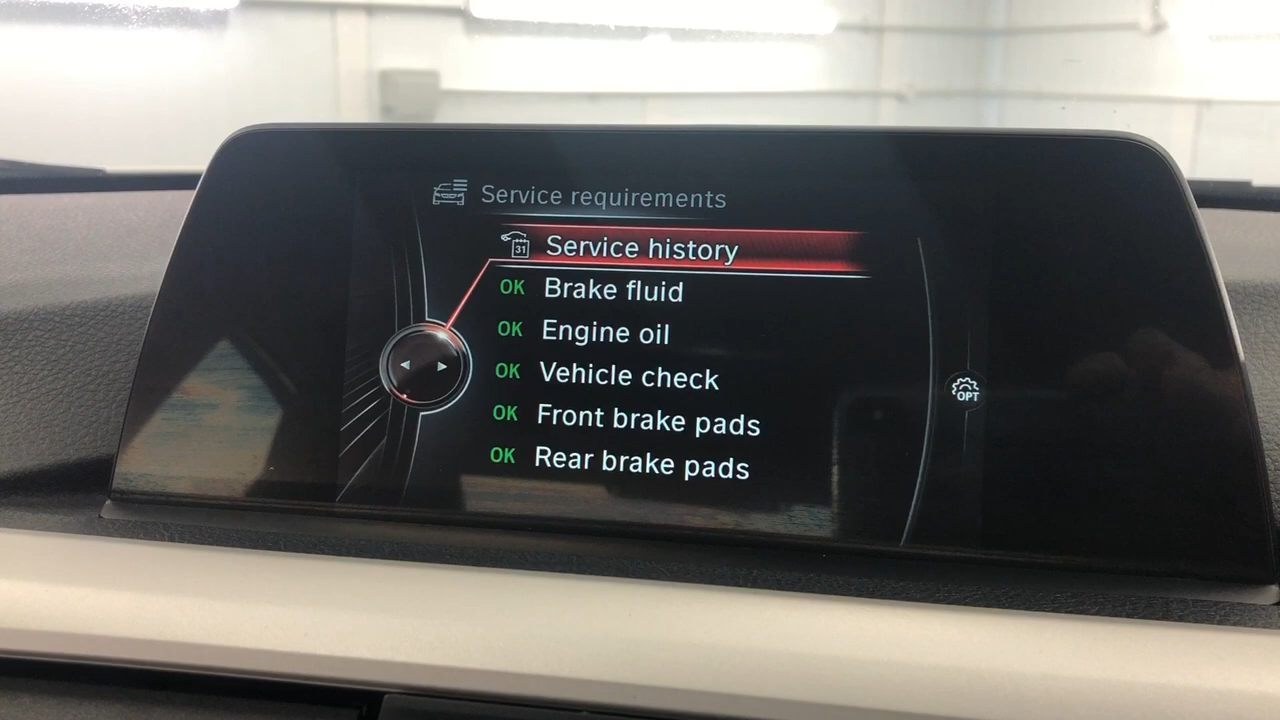 Service requirements
31 Service history
OK Brake fluid
OK Engine oil
OK Vehicle check
OK Front brake pads
OK Rear brake pads
OPT